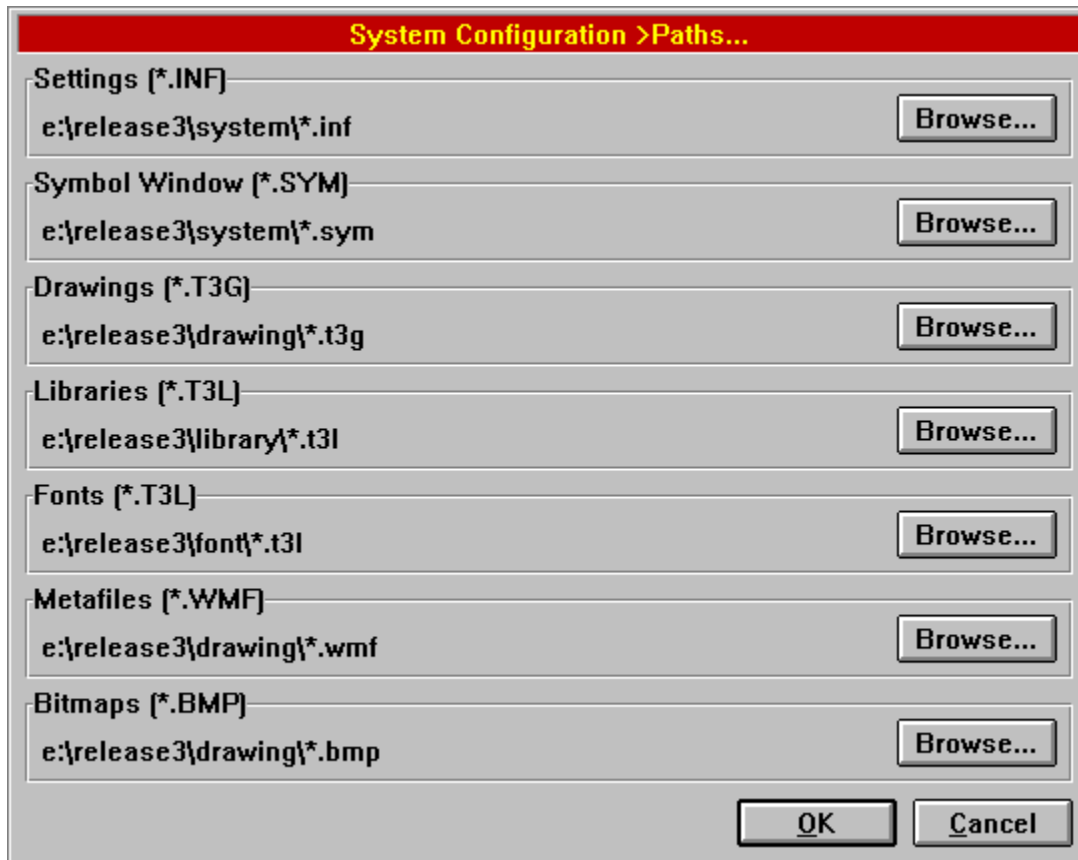 System Configuration >Paths...
Settings (*.INF)
e:\release3\system\*.inf
Browse...
Symbol Window (*.SYM)
e:\release3\system\*.sym
Browse...
Drawings (*.T3G)
e:\release3\drawing\*.t3g
Browse...
Libraries (*.T3L)
e:\release3\library\*.t3l
Browse...
Fonts (*.T3L)
e:\release3\font\*.t3l
Browse...
Metafiles (*.WMF)
e:\release3\drawing\*.wmf
Browse...
Bitmaps (*.BMP)
e:\release3\drawing\*.bmp
Browse...
OK Cancel